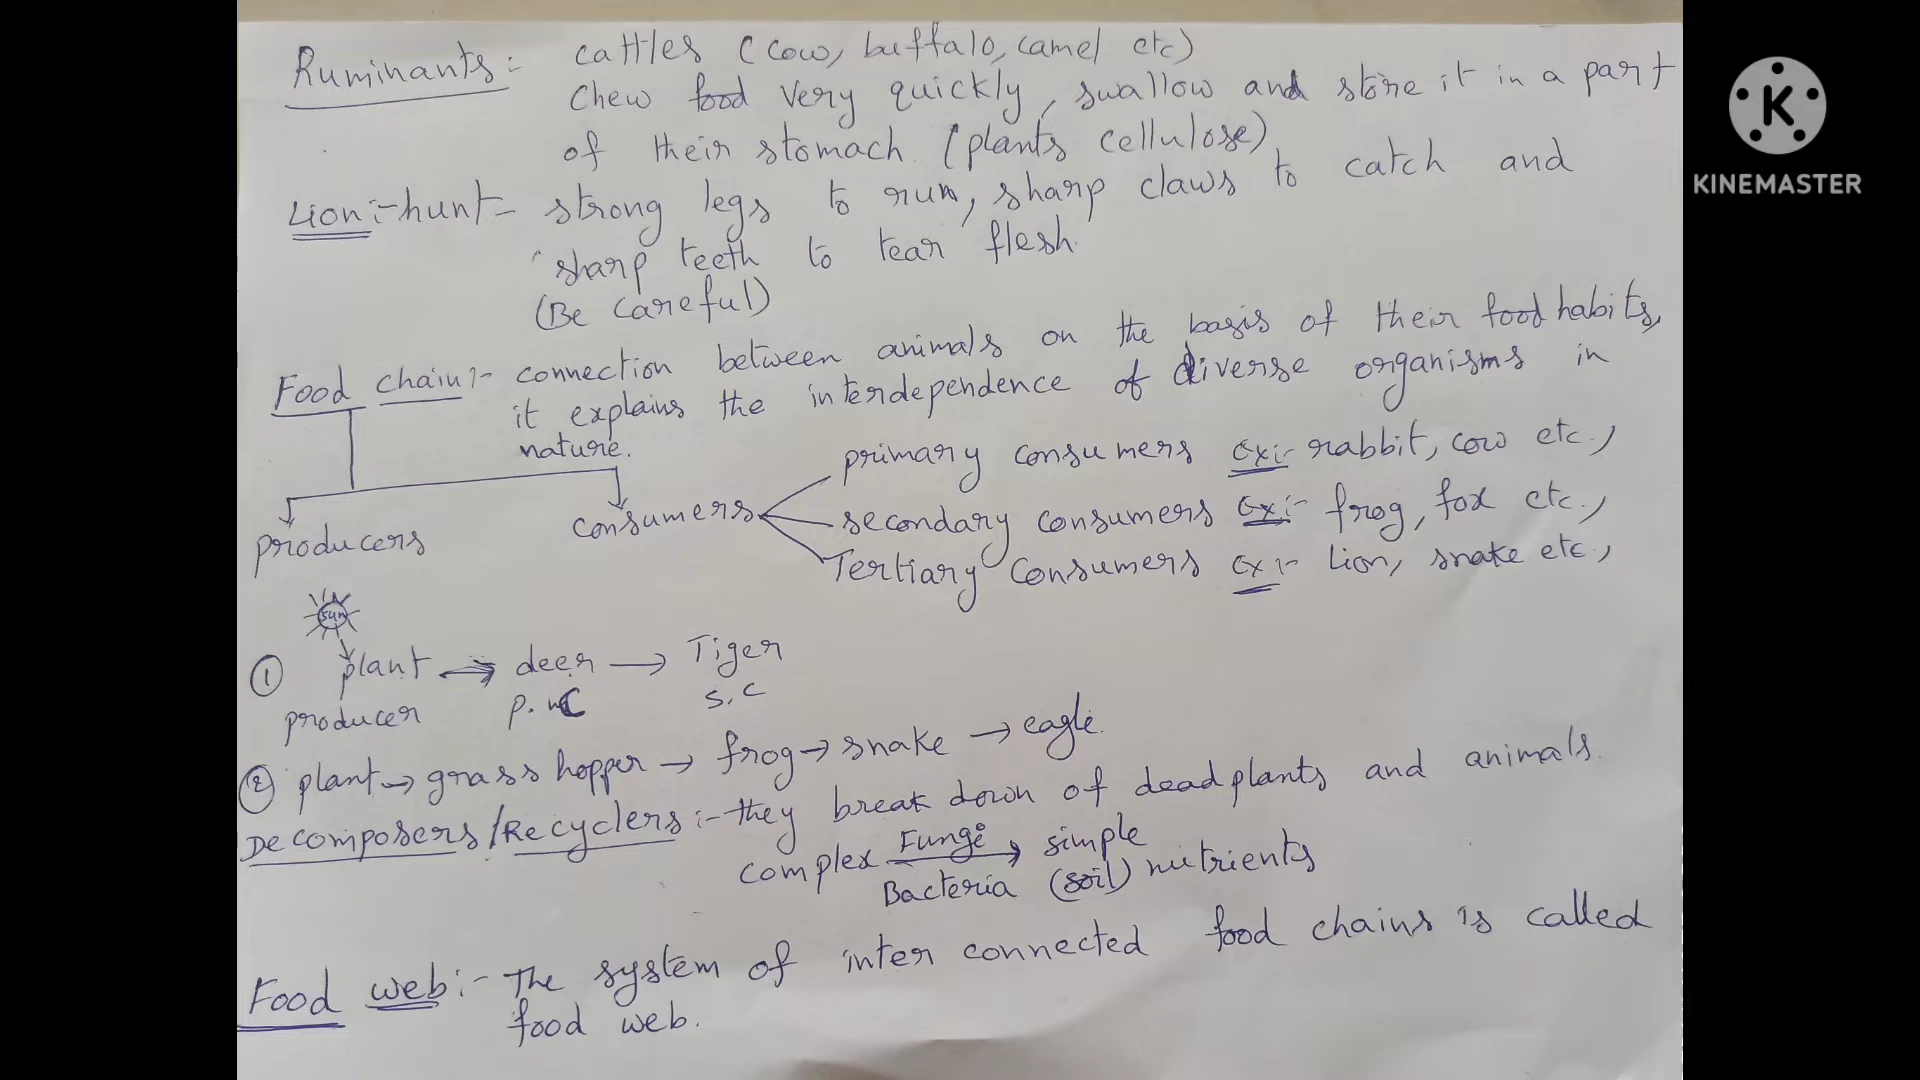 Ruminants:- cattles (cow, buffalo, camel etc)
Chew food very quickly, swallow and store it in a part
of their stomach. (plants cellulose)
Lion:- hunt- strong legs to run, sharp claws to catch and
sharp teeth to tear flesh.
(Be careful)
Food chain:- connection between animals on the basis of their food habits,
it explains the interdependence of diverse organisms in
nature.
producers
consumers
primary consumers Ex:- rabbit, cow etc.,
secondary consumers Ex:- frog, fox etc.,
Tertiary consumers Ex:- Lion, snake etc.,
sun
① plant → deer → Tiger
producer p.c s.c
② plant → grass hopper → frog → snake → eagle.
Decomposers/Recyclers:- they break down of dead plants and animals.
complex Fungi → simple
Bacteria (soil) nutrients
Food web:- The system of inter connected food chains is called
food web.
K
KINEMASTER